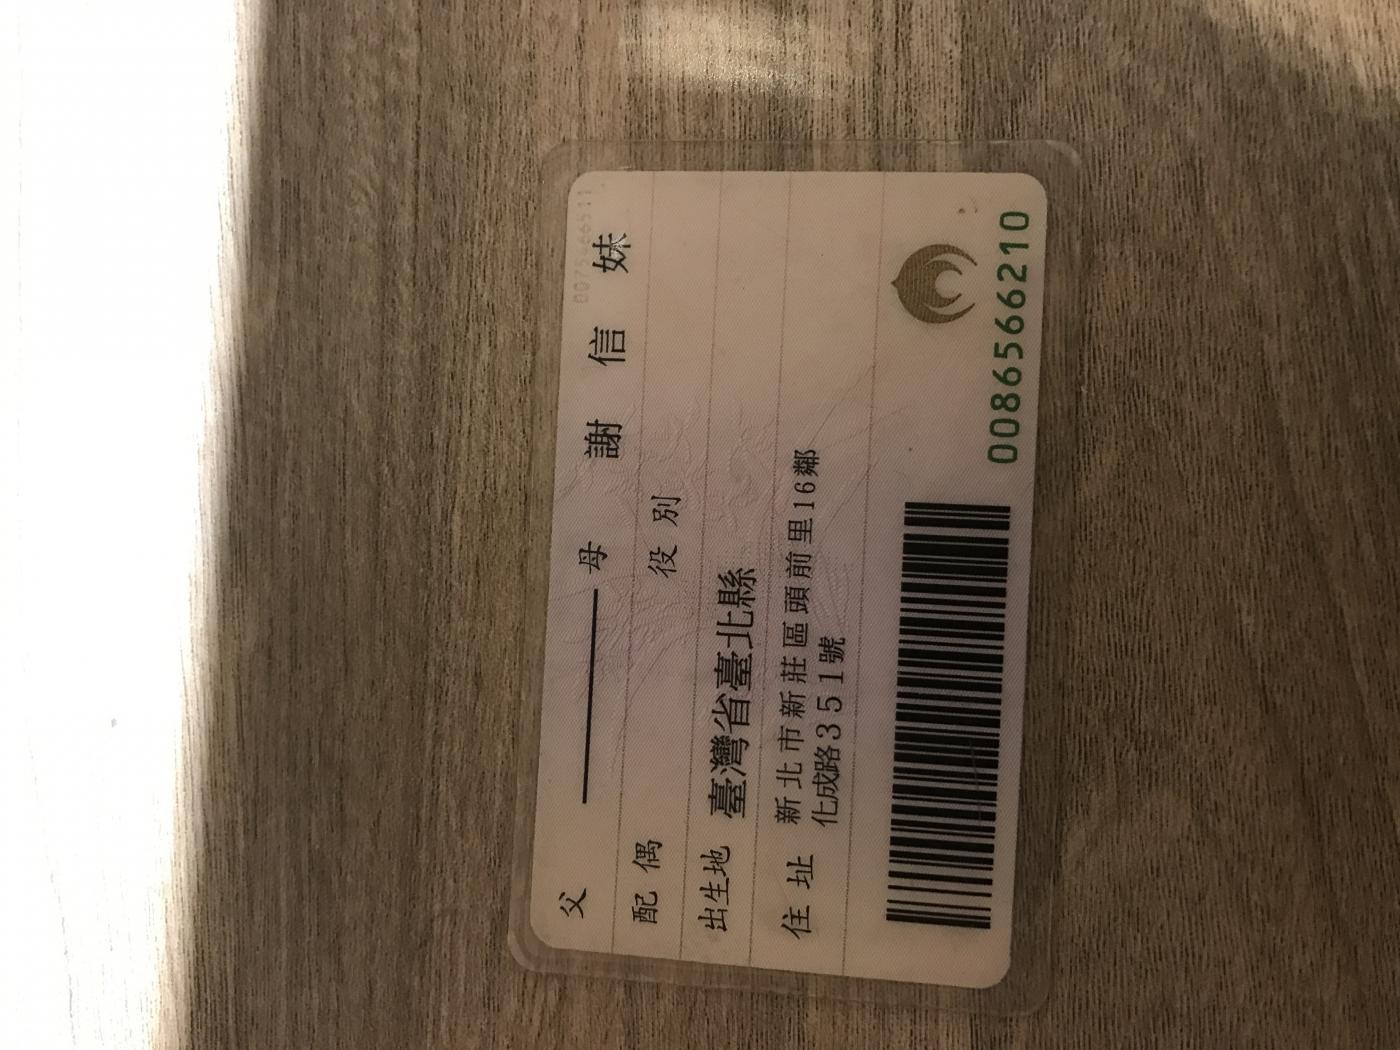 父 母 謝信妹
配偶 役別
出生地 臺灣省臺北縣
住址 新北市新莊區頭前里16鄰
化成路351號
0086566210